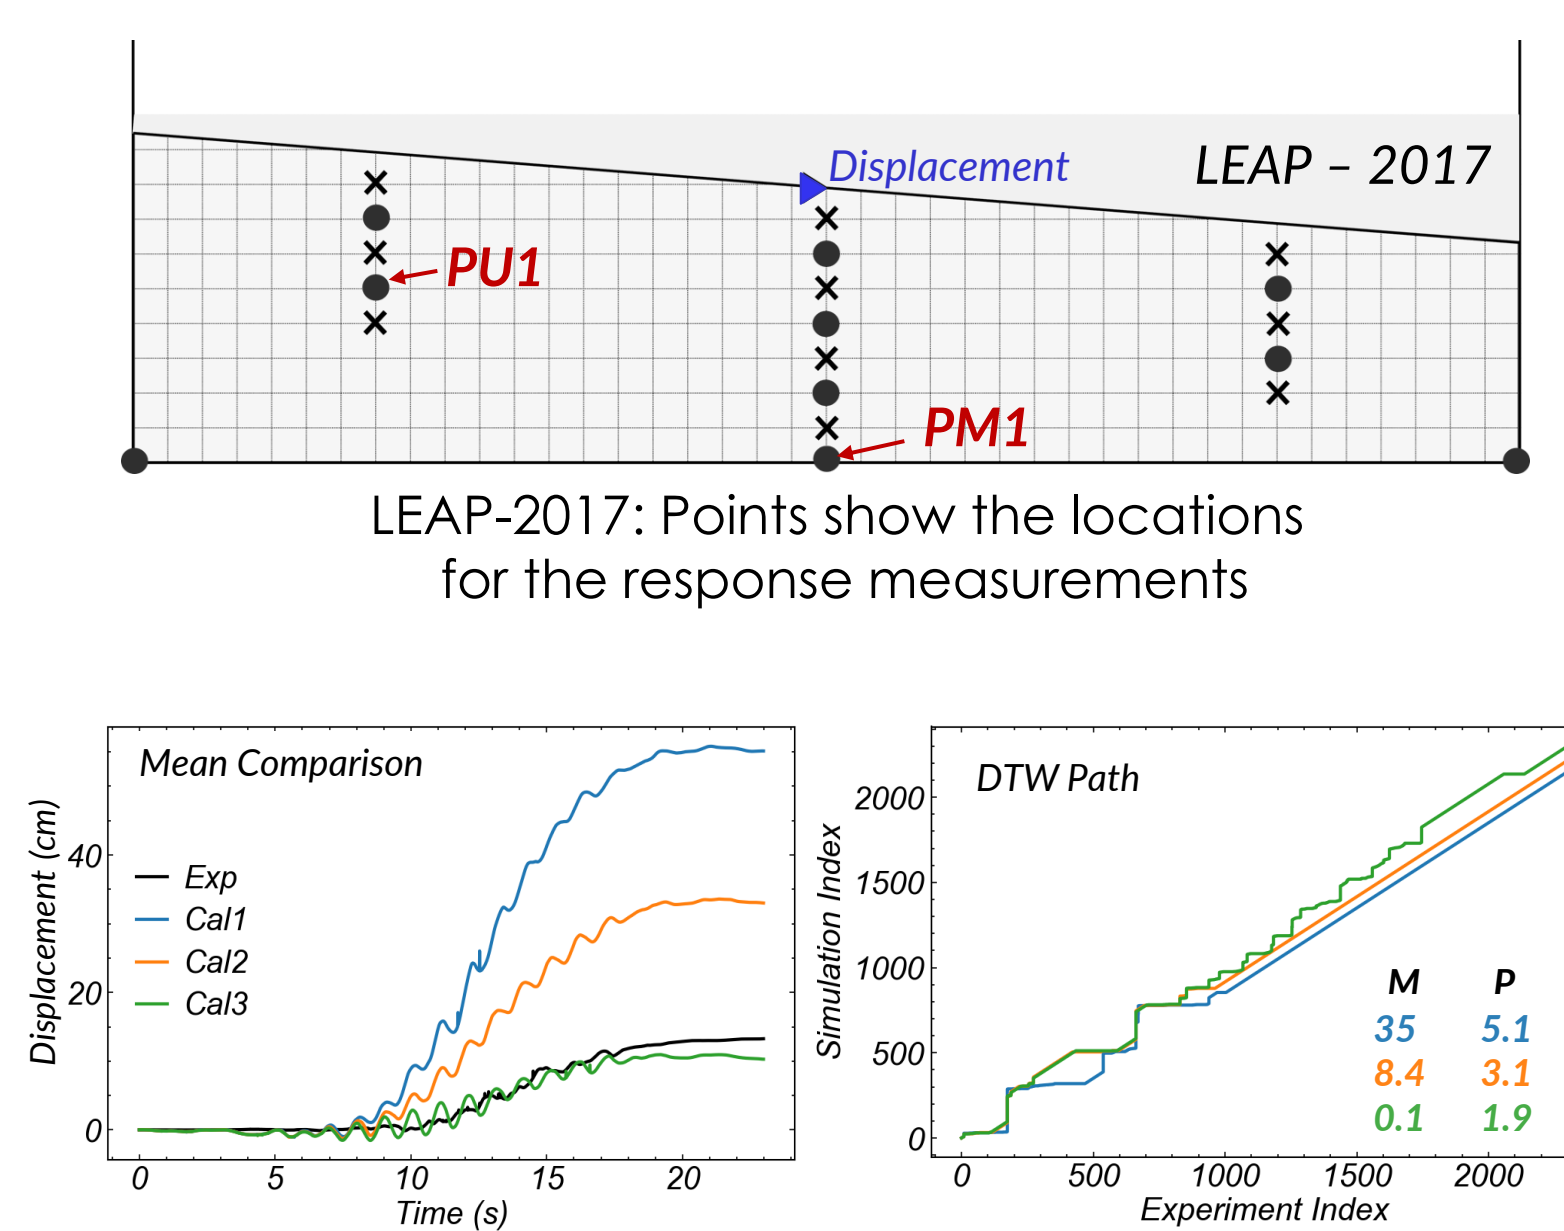 Displacement
LEAP – 2017
PU1
PM1
LEAP-2017: Points show the locations
for the response measurements
Mean Comparison
Displacement (cm)
40
20
0
Exp
Cal1
Cal2
Cal3
0 5 10 15 20
Time (s)
DTW Path
Simulation Index
2000
1500
1000
500
0
M P
35 5.1
8.4 3.1
0.1 1.9
0 500 1000 1500 2000
Experiment Index